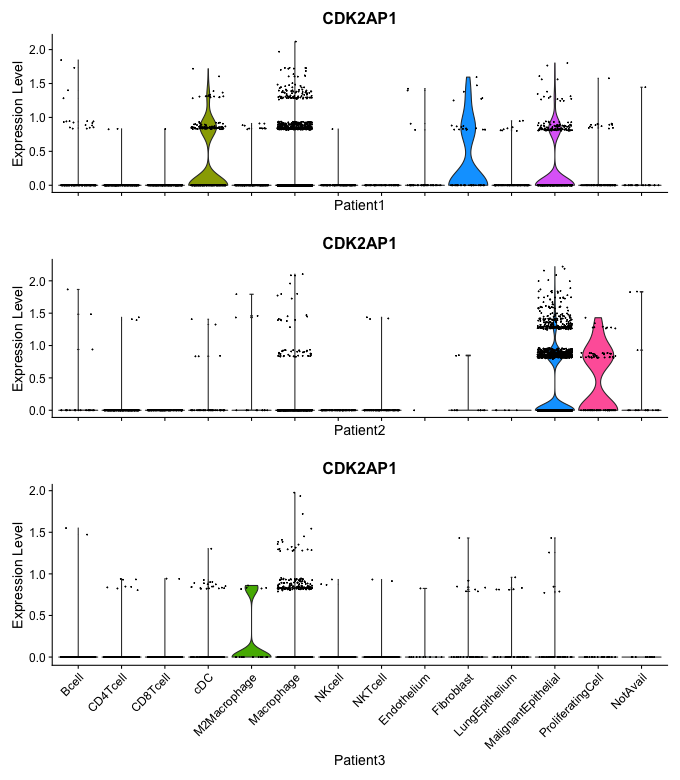 CDK2AP1
Expression Level
2.0
1.5
1.0
0.5
0.0
Patient1
CDK2AP1
Expression Level
2.0
1.5
1.0
0.5
0.0
Patient2
CDK2AP1
Expression Level
2.0
1.5
1.0
0.5
0.0
Bcell
CD4Tcell
CD8Tcell
cDC
M2Macrophage
Macrophage
NKcell
NKTcell
Endothelium
Fibroblast
LungEpithelium
MalignantEpithelial
ProliferatingCell
NotAvail
Patient3